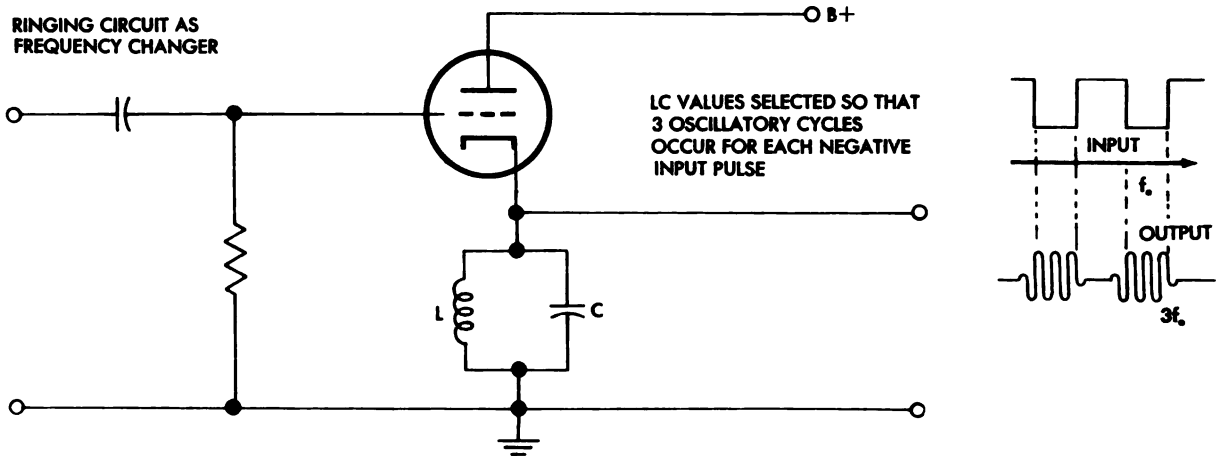 RINGING CIRCUIT AS
FREQUENCY CHANGER
B+
LC VALUES SELECTED SO THAT
3 OSCILLATORY CYCLES
OCCUR FOR EACH NEGATIVE
INPUT PULSE
L
C
INPUT
fₒ
OUTPUT
3fₒ